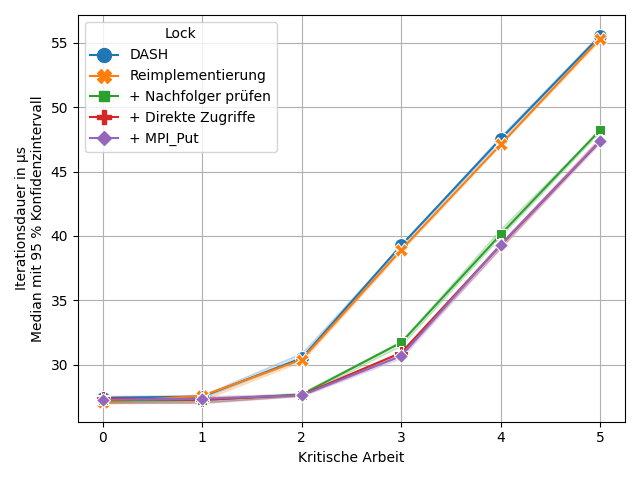 Lock
DASH
Reimplementierung
+ Nachfolger prüfen
+ Direkte Zugriffe
+ MPI_Put
Iterationsdauer in µs
Median mit 95 % Konfidenzintervall
55
50
45
40
35
30
0 1 2 3 4 5
Kritische Arbeit